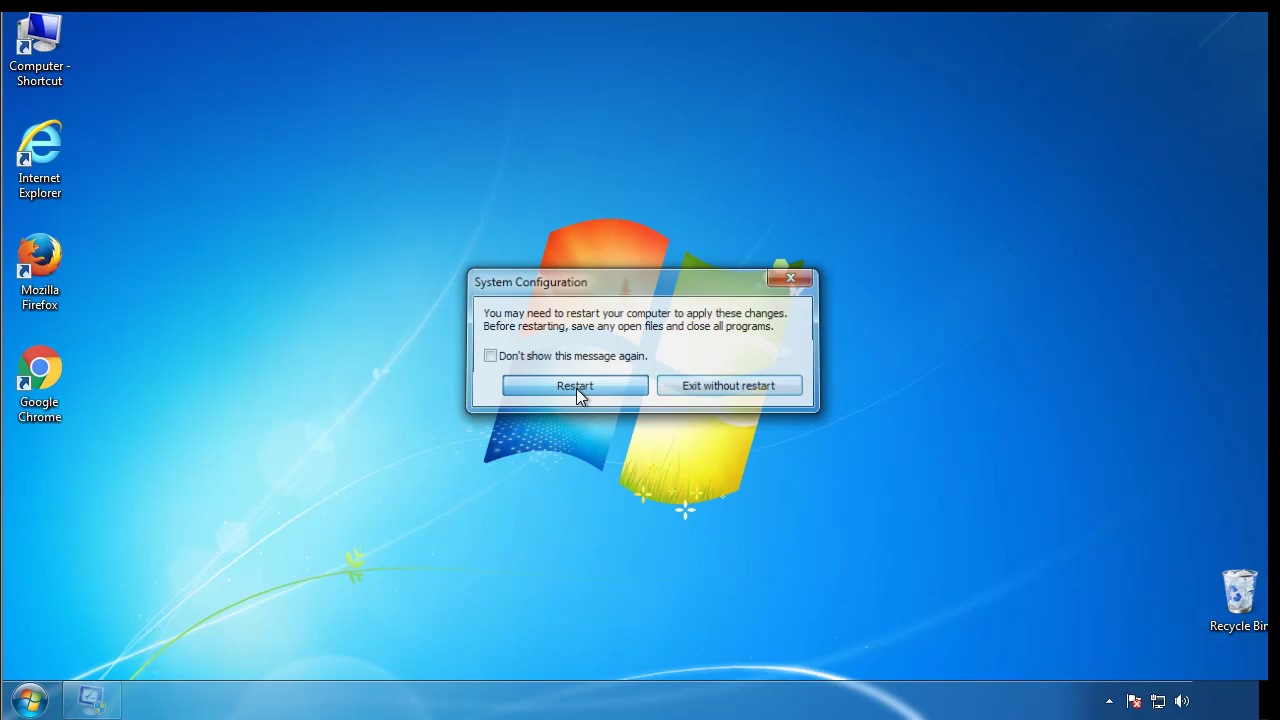 Computer -
Shortcut
Internet
Explorer
Mozilla
Firefox
Google
Chrome
System Configuration
You may need to restart your computer to apply these changes.
Before restarting, save any open files and close all programs.
Don't show this message again.
Restart
Exit without restart
Recycle Bin